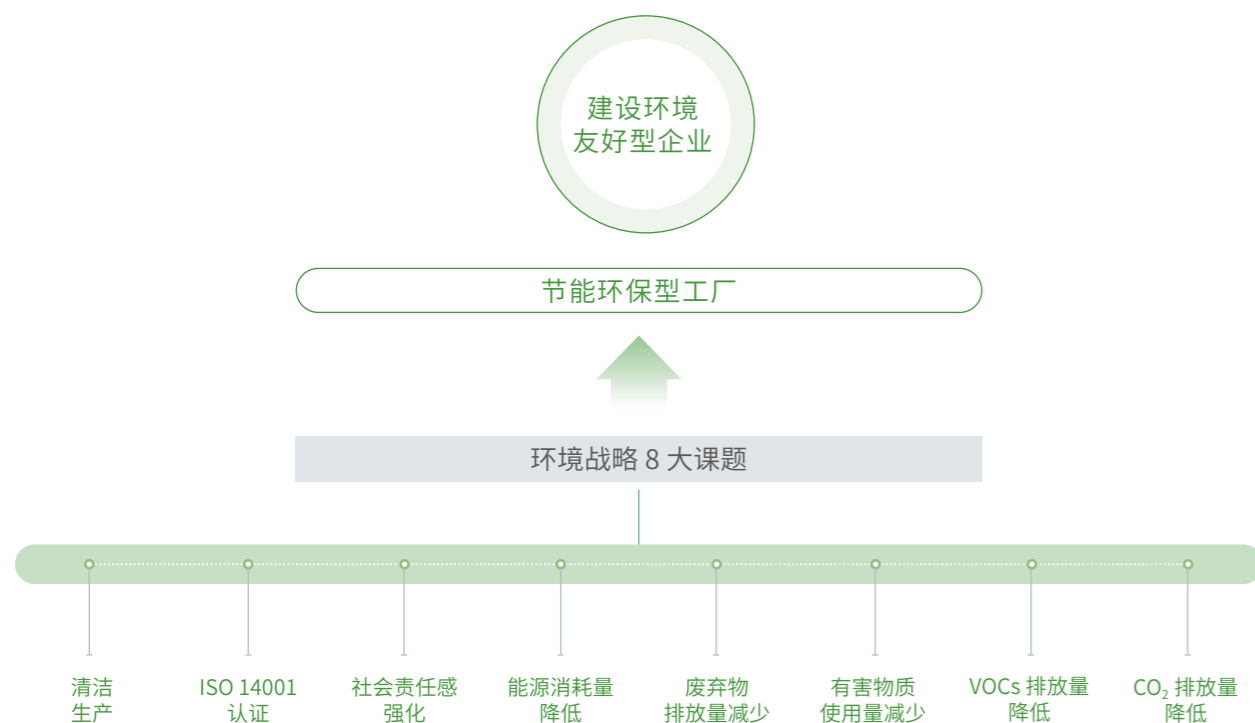 建设环境
友好型企业
节能环保型工厂
环境战略 8 大课题
清洁
生产
ISO 14001
认证
社会责任感
强化
能源消耗量
降低
废弃物
排放量减少
有害物质
使用量减少
VOCs 排放量
降低
CO₂ 排放量
降低